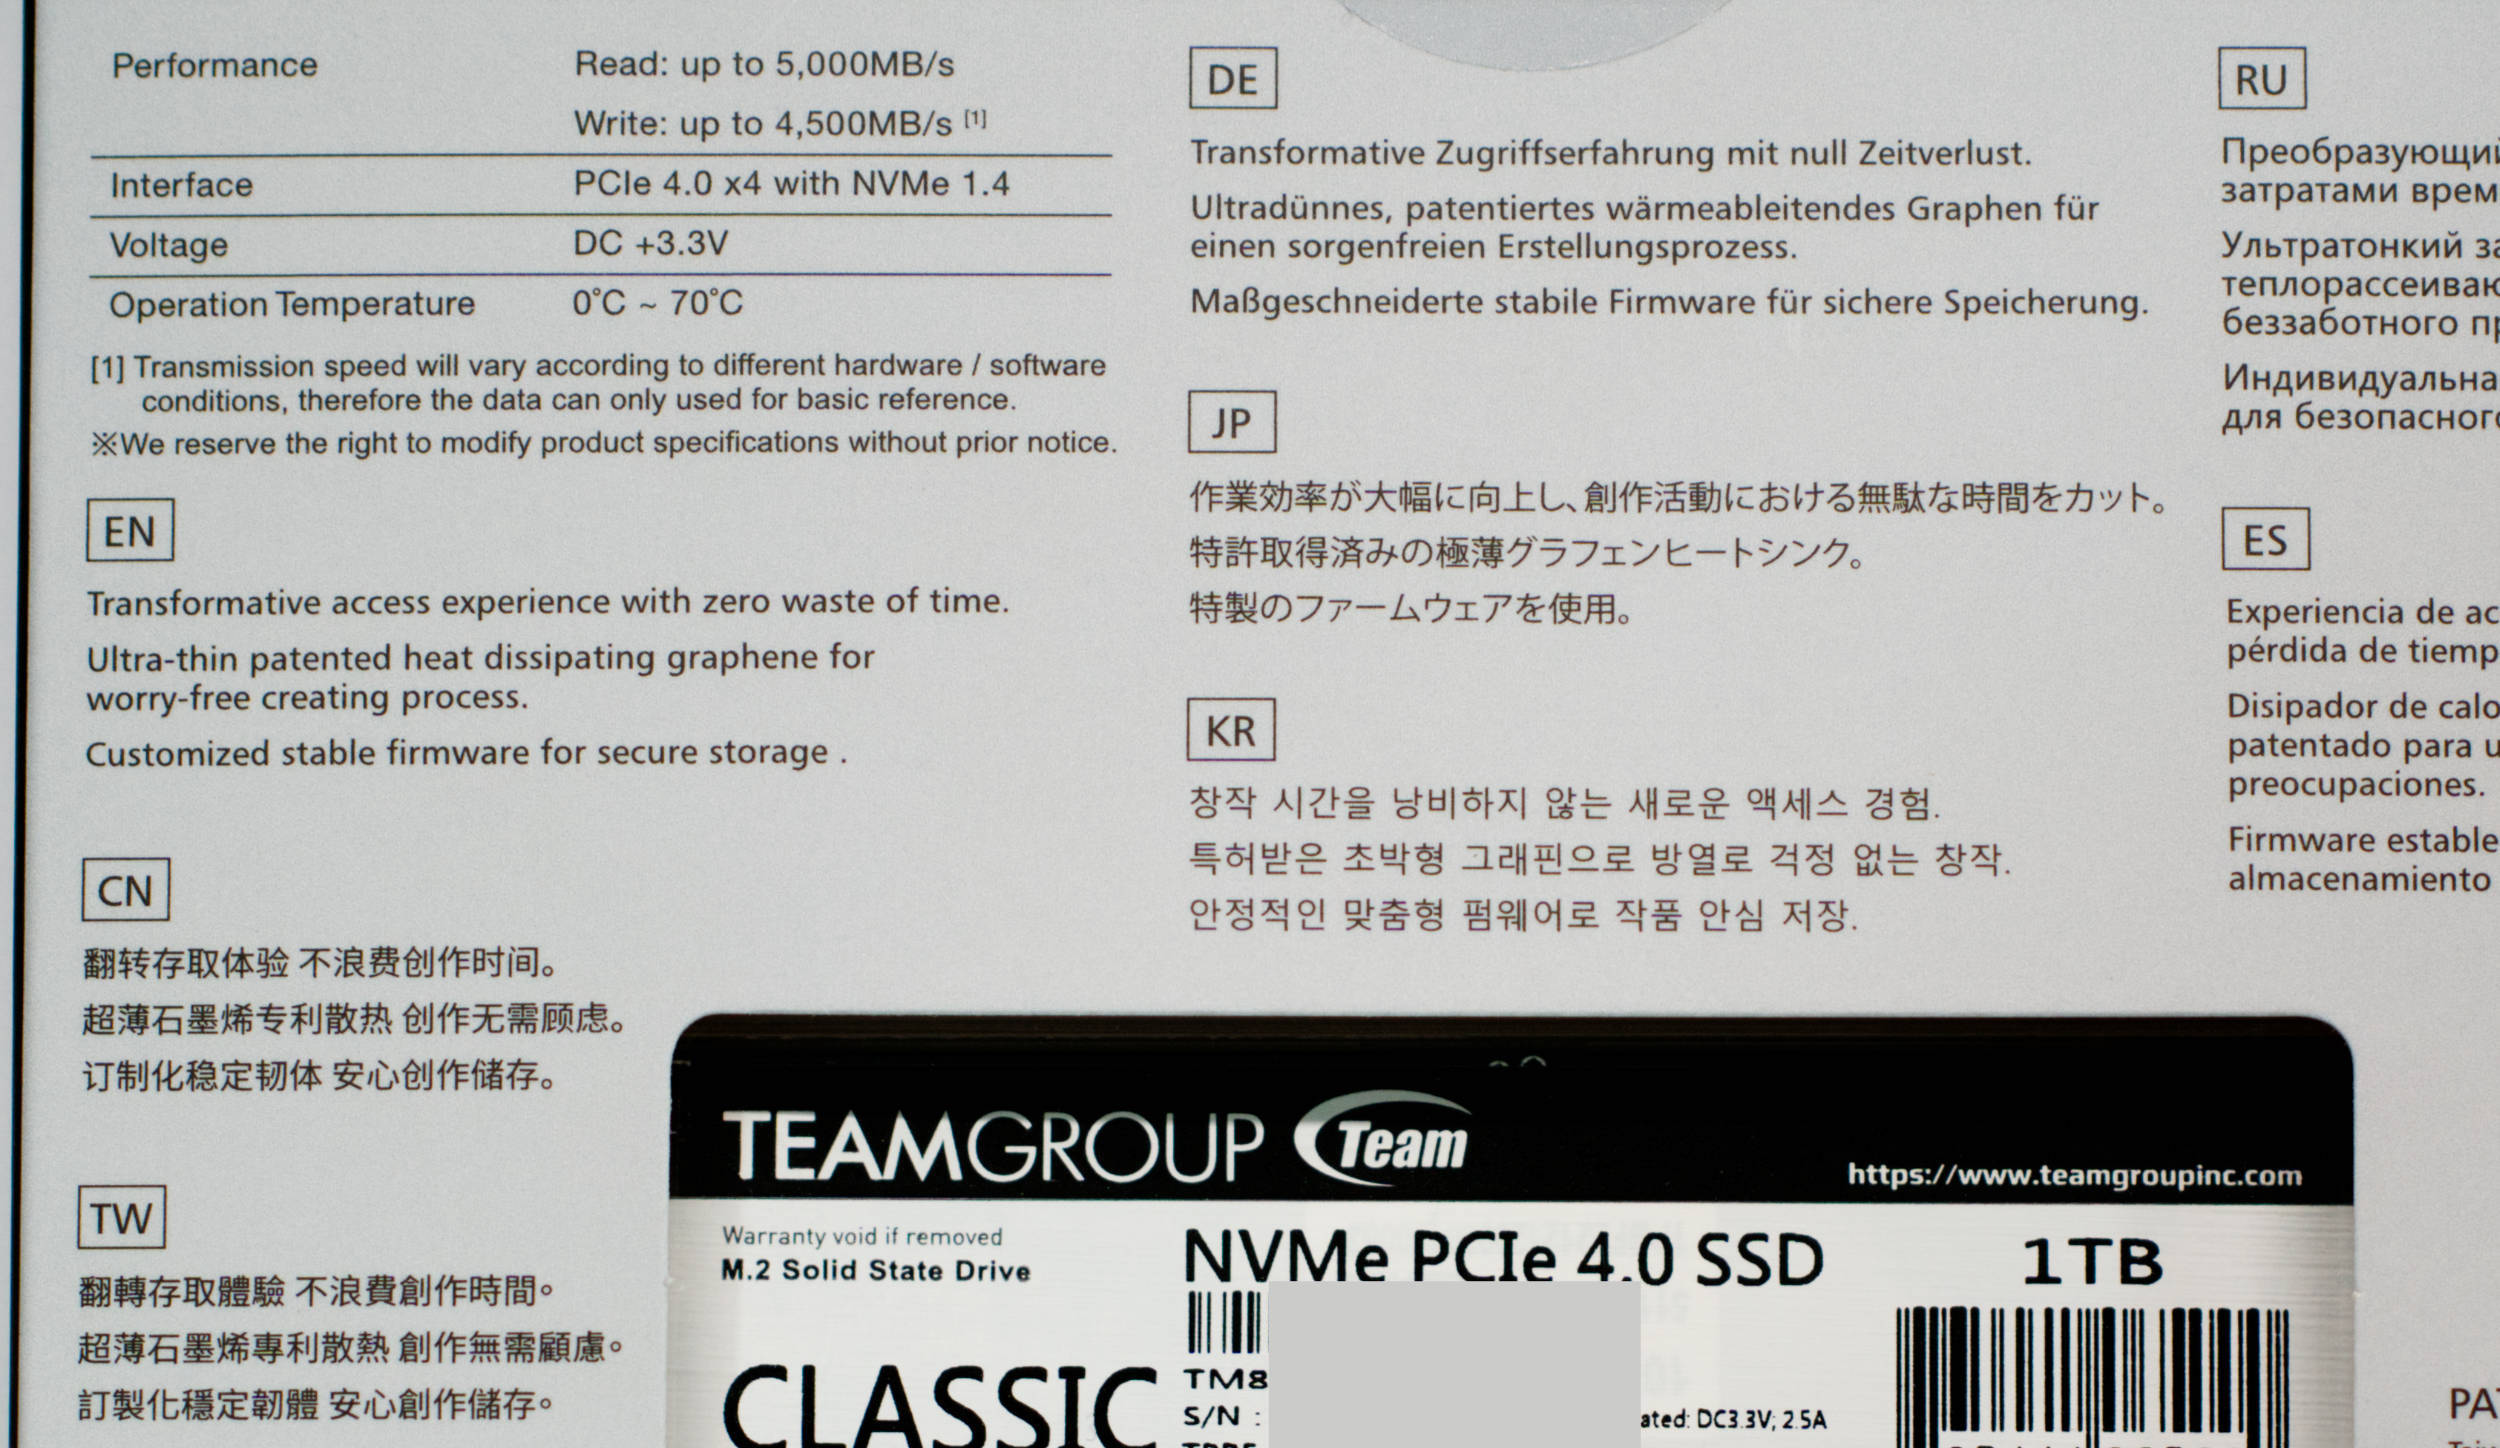 Performance Read: up to 5,000MB/s
Write: up to 4,500MB/s [1]
Interface PCIe 4.0 x4 with NVMe 1.4
Voltage DC +3.3V
Operation Temperature 0°C ~ 70°C
[1] Transmission speed will vary according to different hardware / software
conditions, therefore the data can only used for basic reference.
※We reserve the right to modify product specifications without prior notice.
EN
Transformative access experience with zero waste of time.
Ultra-thin patented heat dissipating graphene for
worry-free creating process.
Customized stable firmware for secure storage .
CN
翻转存取体验 不浪费创作时间。
超薄石墨烯专利散热 创作无需顾虑。
订制化稳定韧体 安心创作储存。
TW
翻轉存取體驗 不浪費創作時間。
超薄石墨烯專利散熱 創作無需顧慮。
訂製化穩定韌體 安心創作儲存。
DE
Transformative Zugriffserfahrung mit null Zeitverlust.
Ultradünnes, patentiertes wärmeableitendes Graphen für
einen sorgenfreien Erstellungsprozess.
Maßgeschneiderte stabile Firmware für sichere Speicherung.
JP
作業効率が大幅に向上し、創作活動における無駄な時間をカット。
特許取得済みの極薄グラフェンヒートシンク。
特製のファームウェアを使用。
KR
창작 시간을 낭비하지 않는 새로운 액세스 경험.
특허받은 초박형 그래핀으로 방열로 걱정 없는 창작.
안정적인 맞춤형 펌웨어로 작품 안심 저장.
RU
Преобразующий
затратами врем
Ультратонкий за
теплорассеиваю
беззаботного пр
Индивидуальна
для безопасного
ES
Experiencia de ac
pérdida de tiemp
Disipador de calo
patentado para u
preocupaciones.
Firmware estable
almacenamiento
TEAMGROUP Team
https://www.teamgroupinc.com
Warranty void if removed
M.2 Solid State Drive
NVMe PCIe 4.0 SSD
1TB
CLASSIC
TM8
S/N :
ated: DC3.3V; 2.5A
PA